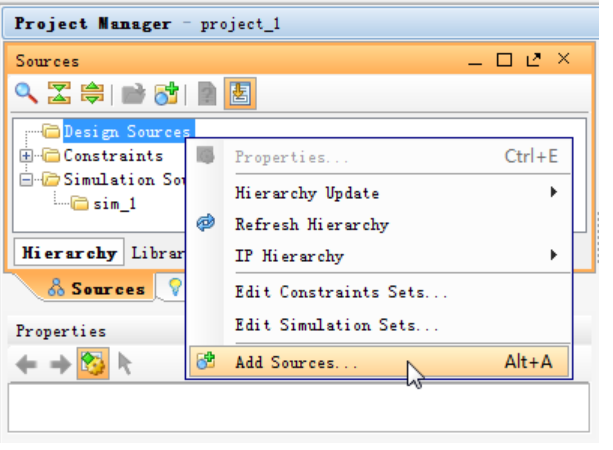 Project Manager - project_1
Sources
Design Sources
Properties... Ctrl+E
Constraints
Hierarchy Update
Simulation Sou
sim_1
Refresh Hierarchy
IP Hierarchy
Hierarchy Librar
Edit Constraints Sets...
Sources
Edit Simulation Sets...
Properties
Add Sources... Alt+A